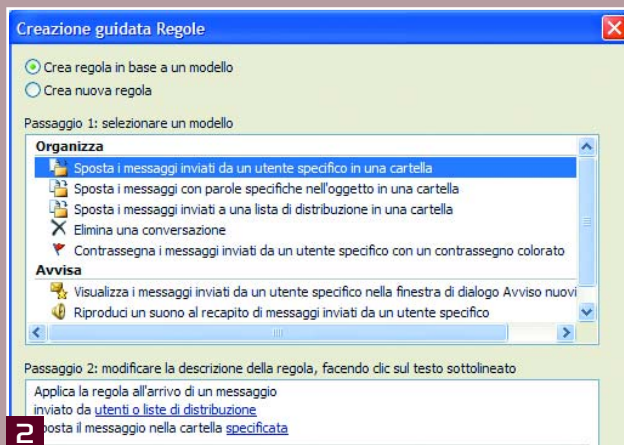 Creazione guidata Regole
Crea regola in base a un modello
Crea nuova regola
Passaggio 1: selezionare un modello
Organizza
Sposta i messaggi inviati da un utente specifico in una cartella
Sposta i messaggi con parole specifiche nell'oggetto in una cartella
Sposta i messaggi inviati a una lista di distribuzione in una cartella
Elimina una conversazione
Contrassegna i messaggi inviati da un utente specifico con un contrassegno colorato
Avvisa
Visualizza i messaggi inviati da un utente specifico nella finestra di dialogo Avviso nuovi
Riproduci un suono al recapito di messaggi inviati da un utente specifico
Passaggio 2: modificare la descrizione della regola, facendo clic sul testo sottolineato
Applica la regola all'arrivo di un messaggio
inviato da utenti o liste di distribuzione
posta il messaggio nella cartella specificata
2